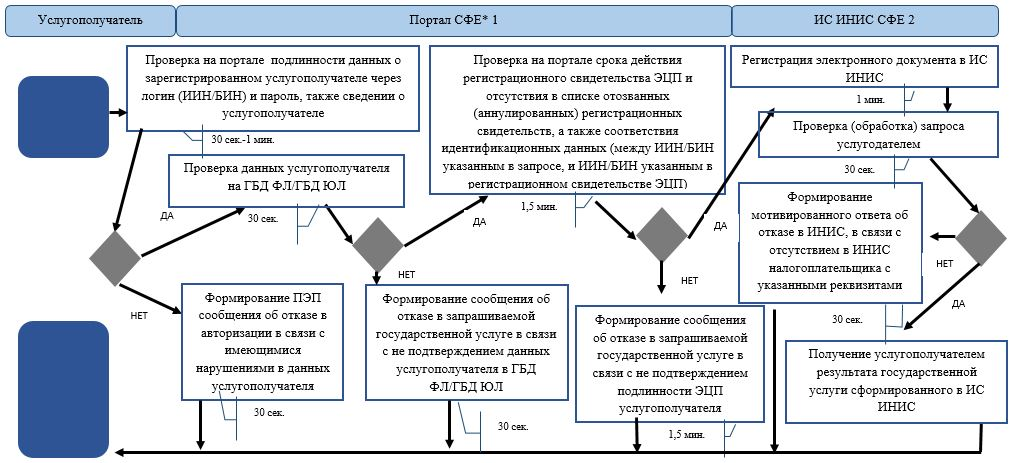 Услугополучатель
Портал СФЕ* 1
ИС ИНИС СФЕ 2
Проверка на портале подлинности данных о
зарегистрированном услугополучателе через
логин (ИИН/БИН) и пароль, также сведении о
услугополучателе
30 сек.-1 мин.
Проверка данных услугополучателя
на ГБД ФЛ/ГБД ЮЛ
30 сек.
ДА
НЕТ
Формирование ПЭП
сообщения об отказе в
авторизации в связи с
имеющимися
нарушениями в данных
услугополучателя
30 сек.
Проверка на портале срока действия
регистрационного свидетельства ЭЦП и
отсутствия в списке отозванных
(аннулированных) регистрационных
свидетельств, а также соответствия
идентификационных данных (между ИИН/БИН
указанным в запросе, и ИИН/БИН указанным в
регистрационном свидетельстве ЭЦП)
1,5 мин.
ДА
НЕТ
Формирование сообщения об
отказе в запрашиваемой
государственной услуге в связи
с не подтверждением данных
услугополучателя в ГБД
ФЛ/ГБД ЮЛ
30 сек.
ДА
НЕТ
Формирование сообщения
об отказе в запрашиваемой
государственной услуге в
связи с не подтверждением
подлинности ЭЦП
услугополучателя
1,5 мин.
Регистрация электронного документа в ИС
ИНИС
1 мин.
Проверка (обработка) запроса
услугодателем
30 сек.
Формирование
мотивированного ответа об
отказе в ИНИС, в связи с
отсутствием в ИНИС
налогоплательщика с
указанными реквизитами
НЕТ
ДА
30 сек.
Получение услугополучателем
результата государственной
услуги сформированного в ИС
ИНИС